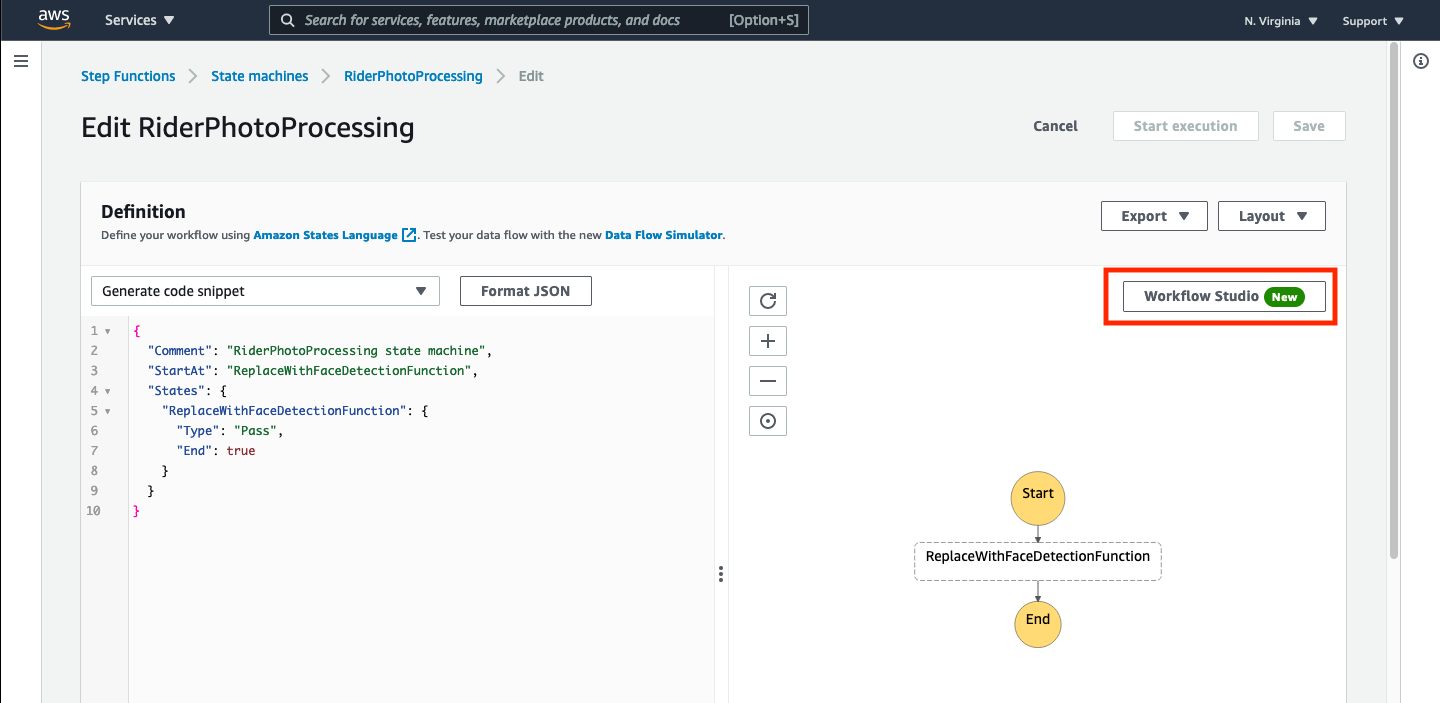 aws Services Search for services, features, marketplace products, and docs [Option+S] N. Virginia Support
Step Functions State machines RiderPhotoProcessing Edit
Edit RiderPhotoProcessing Cancel Start execution Save
Definition
Define your workflow using Amazon States Language. Test your data flow with the new Data Flow Simulator.
Export Layout
Generate code snippet Format JSON
Workflow Studio New
1 {
2 "Comment": "RiderPhotoProcessing state machine",
3 "StartAt": "ReplaceWithFaceDetectionFunction",
4 "States": {
5 "ReplaceWithFaceDetectionFunction": {
6 "Type": "Pass",
7 "End": true
8 }
9 }
10 }
Start
ReplaceWithFaceDetectionFunction
End